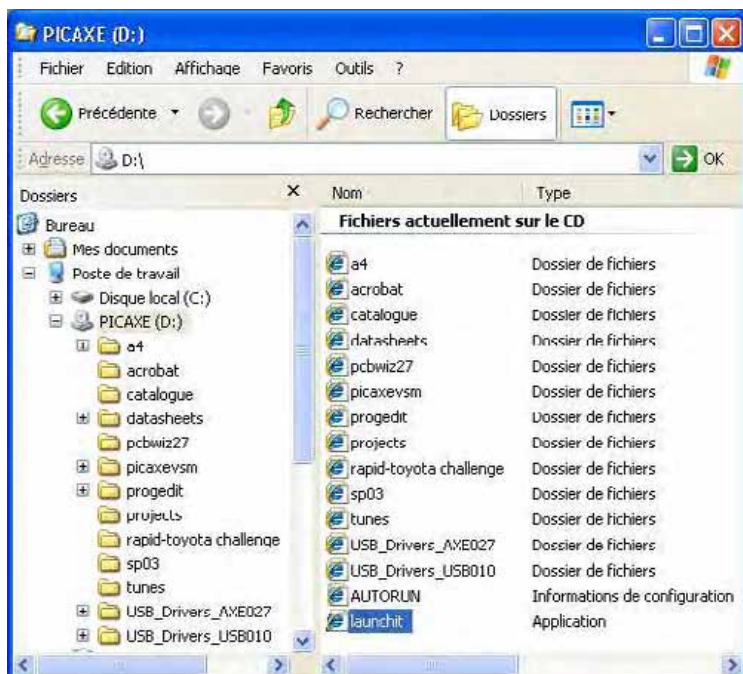 PICAXE (D:)
Fichier Edition Affichage Favoris Outils ?
Précédente Rechercher Dossiers
Adresse D:\ OK
Dossiers X
Bureau
Mes documents
Poste de travail
Disque local (C:)
PICAXE (D:)
a4
acrobat
catalogue
datasheets
pcbwiz27
picaxevsm
progedit
projects
rapid-toyota challenge
sp03
tunes
USB_Drivers_AXE027
USB_Drivers_USB010
Nom Type
Fichiers actuellement sur le CD
a4 Dossier de fichiers
acrobat Dossier de fichiers
catalogue Dossier de fichiers
datasheets Dossier de fichiers
pcbwiz27 Dossier de fichiers
picaxevsm Dossier de fichiers
progedit Dossier de fichiers
projects Dossier de fichiers
rapid-toyota challenge Dossier de fichiers
sp03 Dossier de fichiers
tunes Dossier de fichiers
USB_Drivers_AXE027 Dossier de fichiers
USB_Drivers_USB010 Dossier de fichiers
AUTORUN Informations de configuration
launchit Application